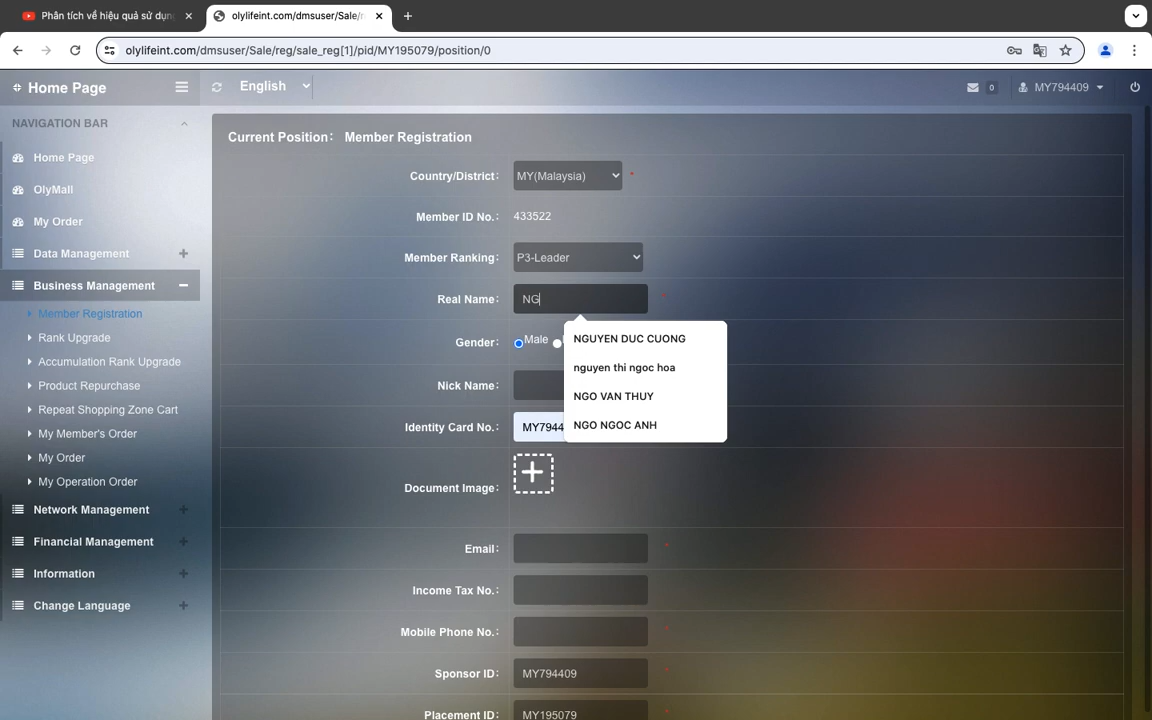 Phân tích về hiệu quả sử dụng
olylifeint.com/dmsuser/Sale/r
olylifeint.com/dmsuser/Sale/reg/sale_reg[1]/pid/MY195079/position/0
Home Page
English
0
MY794409
NAVIGATION BAR
Home Page
OlyMall
My Order
Data Management
Business Management
Member Registration
Rank Upgrade
Accumulation Rank Upgrade
Product Repurchase
Repeat Shopping Zone Cart
My Member's Order
My Order
My Operation Order
Network Management
Financial Management
Information
Change Language
Current Position: Member Registration
Country/District: MY(Malaysia) *
Member ID No.: 433522
Member Ranking: P3-Leader
Real Name: NG *
NGUYEN DUC CUONG
nguyen thi ngoc hoa
NGO VAN THUY
NGO NGOC ANH
Gender: Male
Nick Name:
Identity Card No.: MY7944
Document Image:
Email: *
Income Tax No.:
Mobile Phone No.: *
Sponsor ID: MY794409 *
Placement ID: MY195079 *